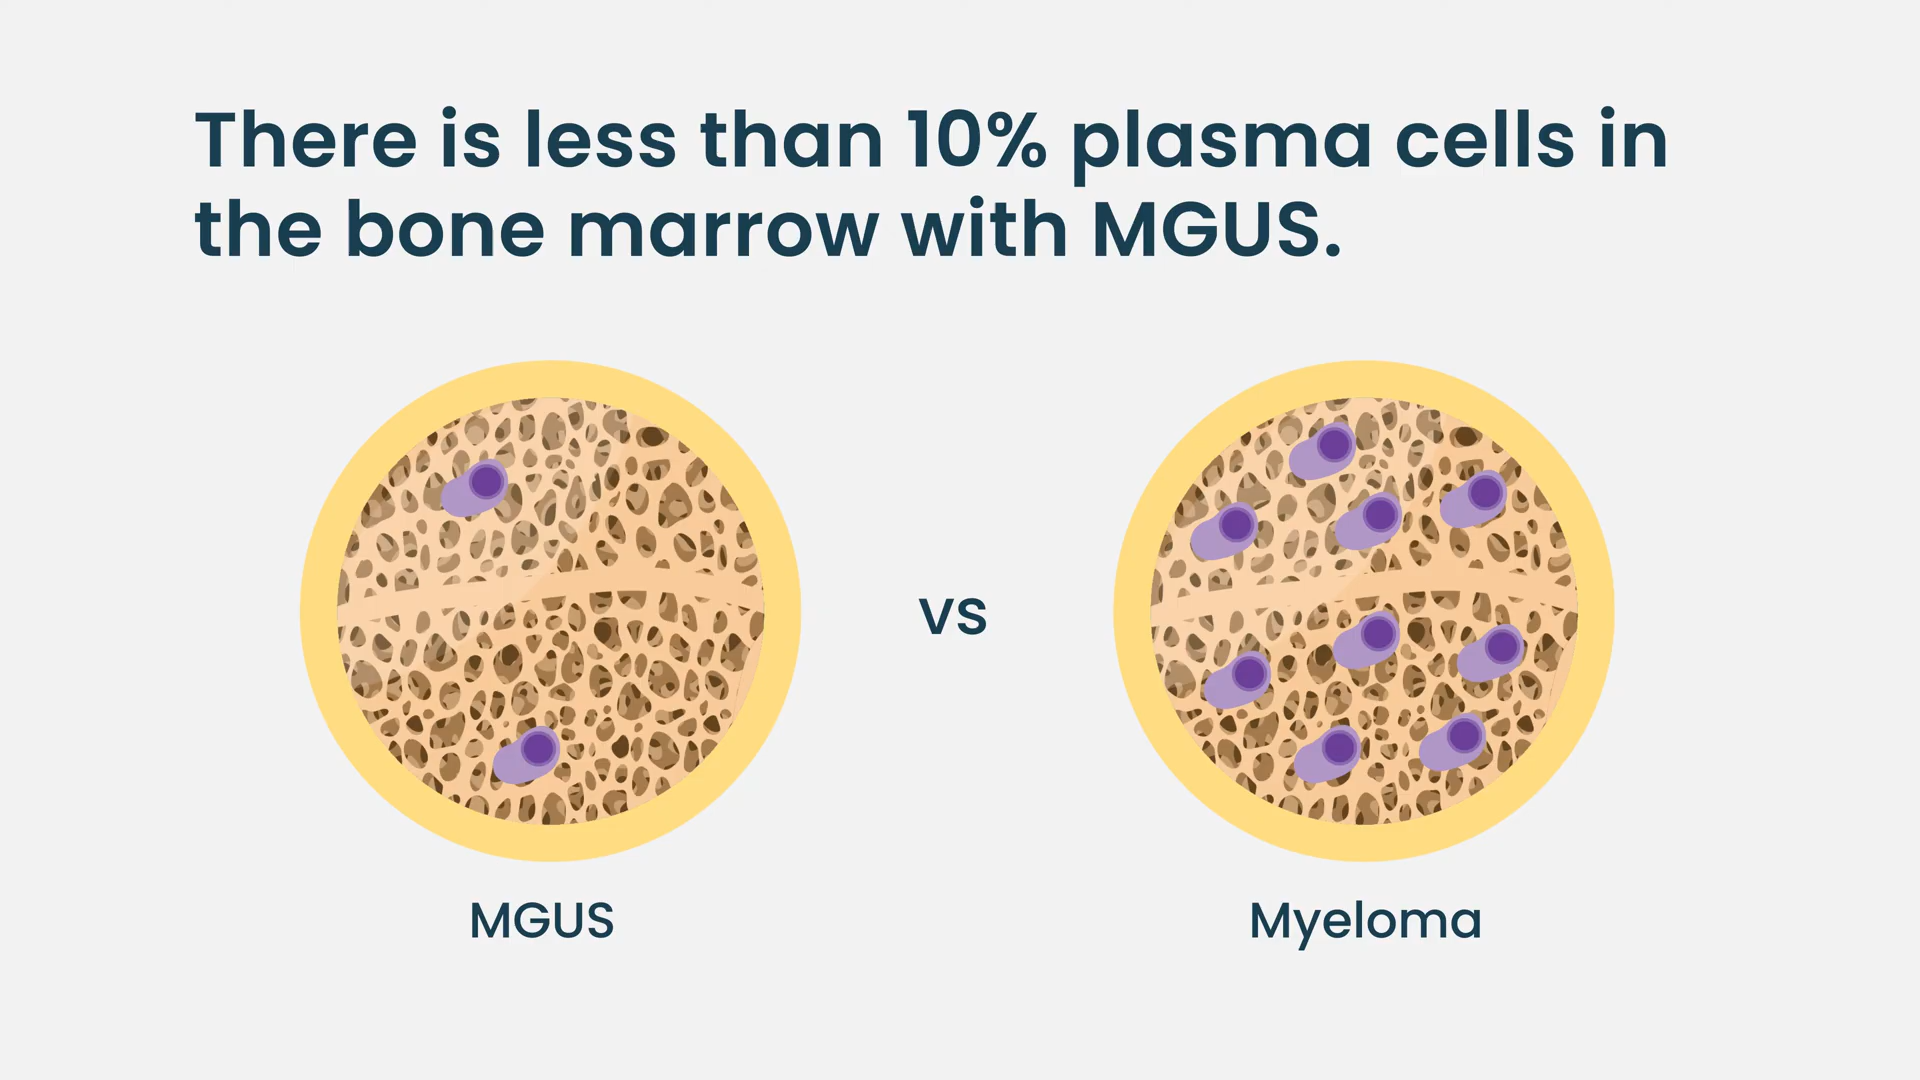 There is less than 10% plasma cells in
the bone marrow with MGUS.
vs
MGUS
Myeloma